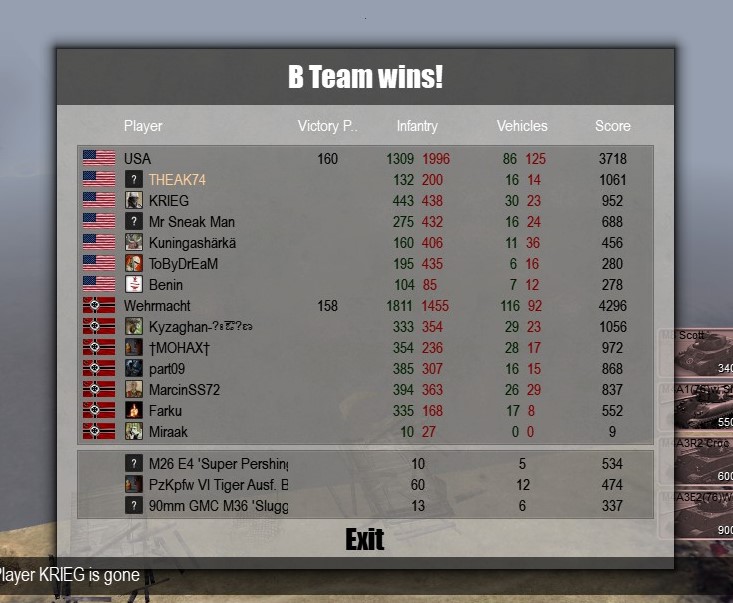 B Team wins!
Player Victory P.. Infantry Vehicles Score
USA 160 1309 1996 86 125 3718
? THEAK74 132 200 16 14 1061
KRIEG 443 438 30 23 952
? Mr Sneak Man 275 432 16 24 688
Kuningashärkä 160 406 11 36 456
ToByDrEaM 195 435 6 16 280
Benin 104 85 7 12 278
Wehrmacht 158 1811 1455 116 92 4296
Kyzaghan- 333 354 29 23 1056
†MOHAX† 354 236 28 17 972
part09 385 307 16 15 868
MarcinSS72 394 363 26 29 837
Farku 335 168 17 8 552
Miraak 10 27 0 0 9
? M26 E4 'Super Pershing 10 5 534
PzKpfw VI Tiger Ausf. B 60 12 474
? 90mm GMC M36 'Slugg 13 6 337
Exit
Scott
340
550
600
900
Player KRIEG is gone